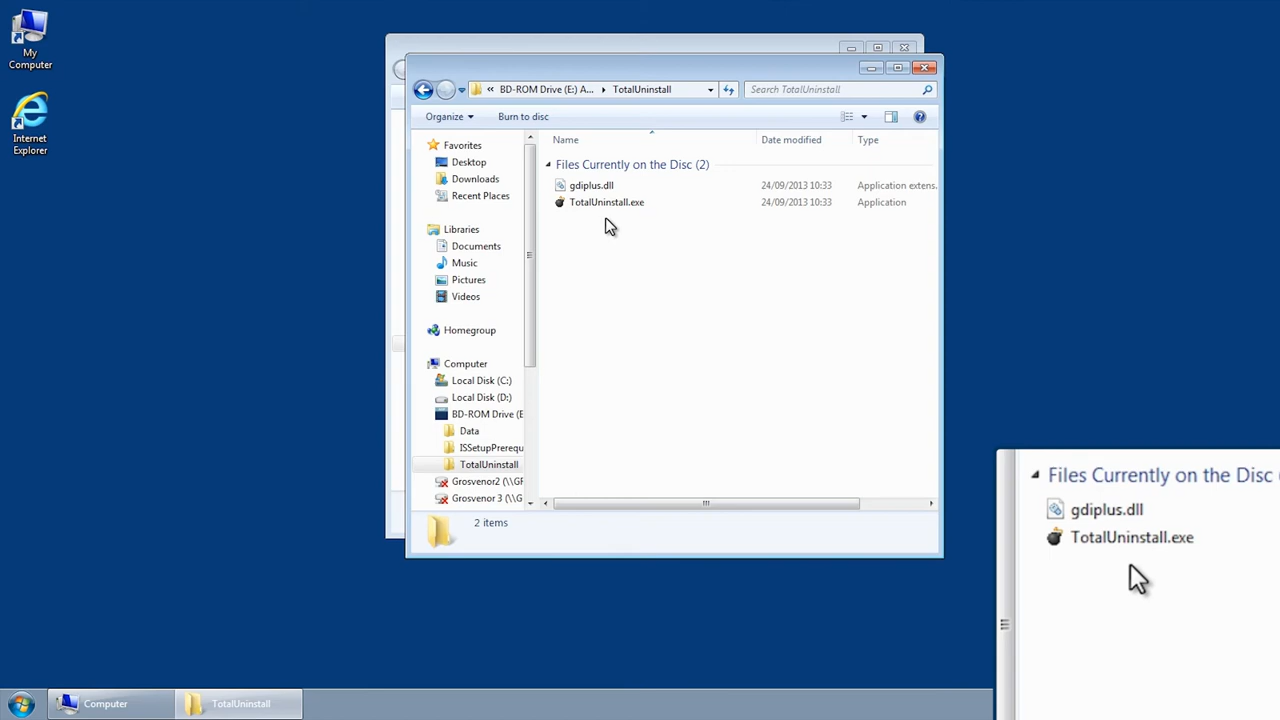 My
Computer
Internet
Explorer
« BD-ROM Drive (E:) A... TotalUninstall
Search TotalUninstall
Organize Burn to disc
Name Date modified Type
Favorites
Desktop
Downloads
Recent Places
Libraries
Documents
Music
Pictures
Videos
Homegroup
Computer
Local Disk (C:)
Local Disk (D:)
BD-ROM Drive (E
Data
ISSetupPrerequ
TotalUninstall
Grosvenor2 (\\GF
Grosvenor 3 (\\G
Files Currently on the Disc (2)
gdiplus.dll 24/09/2013 10:33 Application extens.
TotalUninstall.exe 24/09/2013 10:33 Application
2 items
Files Currently on the Disc (
gdiplus.dll
TotalUninstall.exe
Computer TotalUninstall